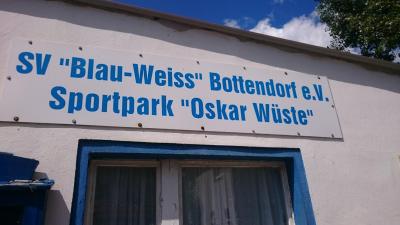 SV "Blau-Weiss" Bottendorf e.V.
Sportpark "Oskar Wüste"